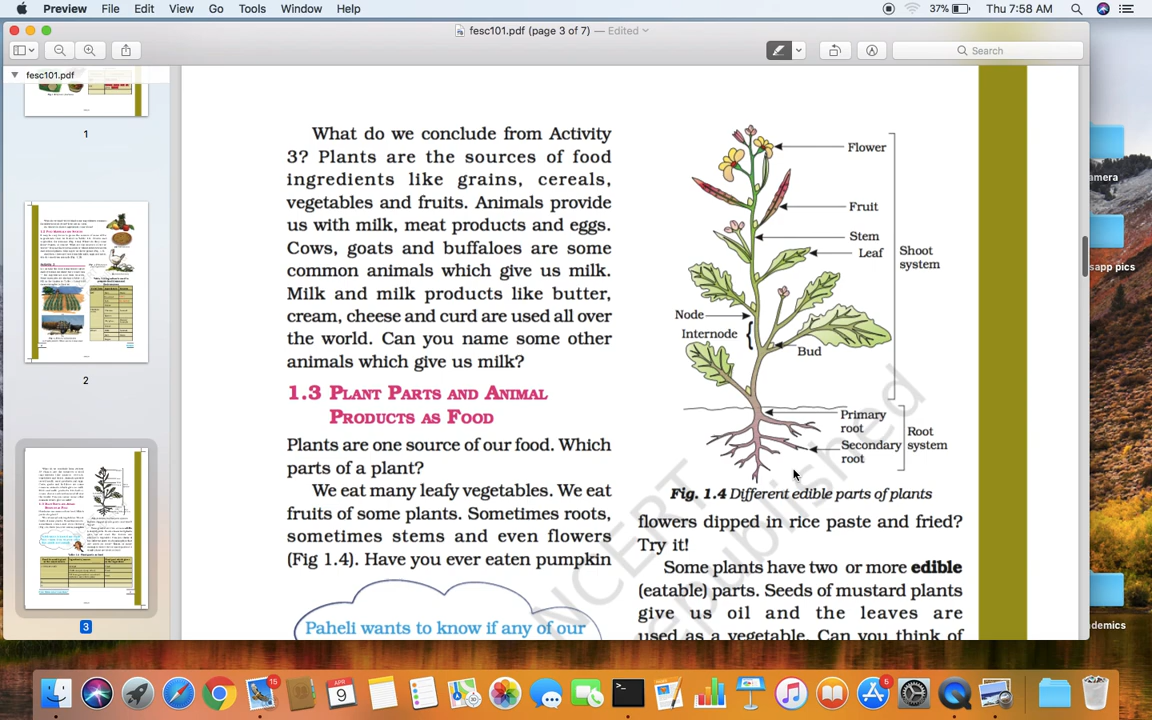 Preview File Edit View Go Tools Window Help
37% Thu 7:58 AM
fesc101.pdf (page 3 of 7) — Edited
Search
fesc101.pdf
1
2
3
What do we conclude from Activity
3? Plants are the sources of food
ingredients like grains, cereals,
vegetables and fruits. Animals provide
us with milk, meat products and eggs.
Cows, goats and buffaloes are some
common animals which give us milk.
Milk and milk products like butter,
cream, cheese and curd are used all over
the world. Can you name some other
animals which give us milk?
1.3 PLANT PARTS AND ANIMAL
PRODUCTS AS FOOD
Plants are one source of our food. Which
parts of a plant?
We eat many leafy vegetables. We eat
fruits of some plants. Sometimes roots,
sometimes stems and even flowers
(Fig 1.4). Have you ever eaten pumpkin
Paheli wants to know if any of our
Flower
Fruit
Stem
Leaf
Shoot
system
Node
Internode
Bud
Primary
root
Secondary
root
Root
system
Fig. 1.4 Different edible parts of plants
flowers dipped in rice paste and fried?
Try it!
Some plants have two or more edible
(eatable) parts. Seeds of mustard plants
give us oil and the leaves are
used as a vegetable. Can you think of
NCERT
republished
amera
sapp pics
demics
15
APR
9
5